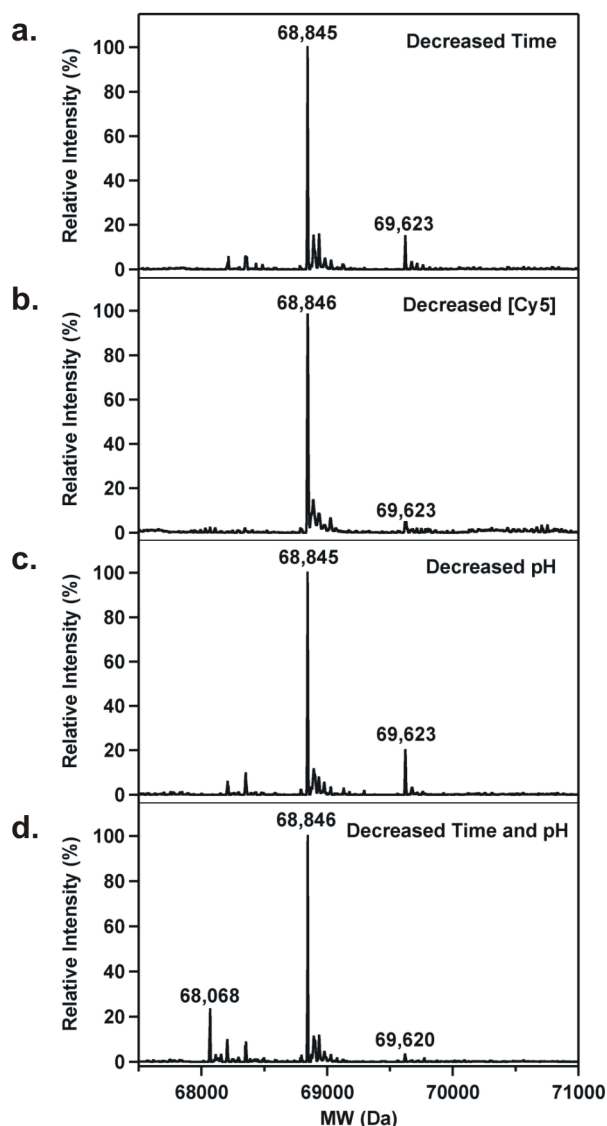 a.
Relative Intensity (%)
100
80
60
40
20
0
68,845
Decreased Time
69,623
b.
Relative Intensity (%)
100
80
60
40
20
0
68,846
Decreased [Cy5]
69,623
c.
Relative Intensity (%)
100
80
60
40
20
0
68,845
Decreased pH
69,623
d.
Relative Intensity (%)
100
80
60
40
20
0
68,846
Decreased Time and pH
68,068
69,620
68000 69000 70000 71000
MW (Da)